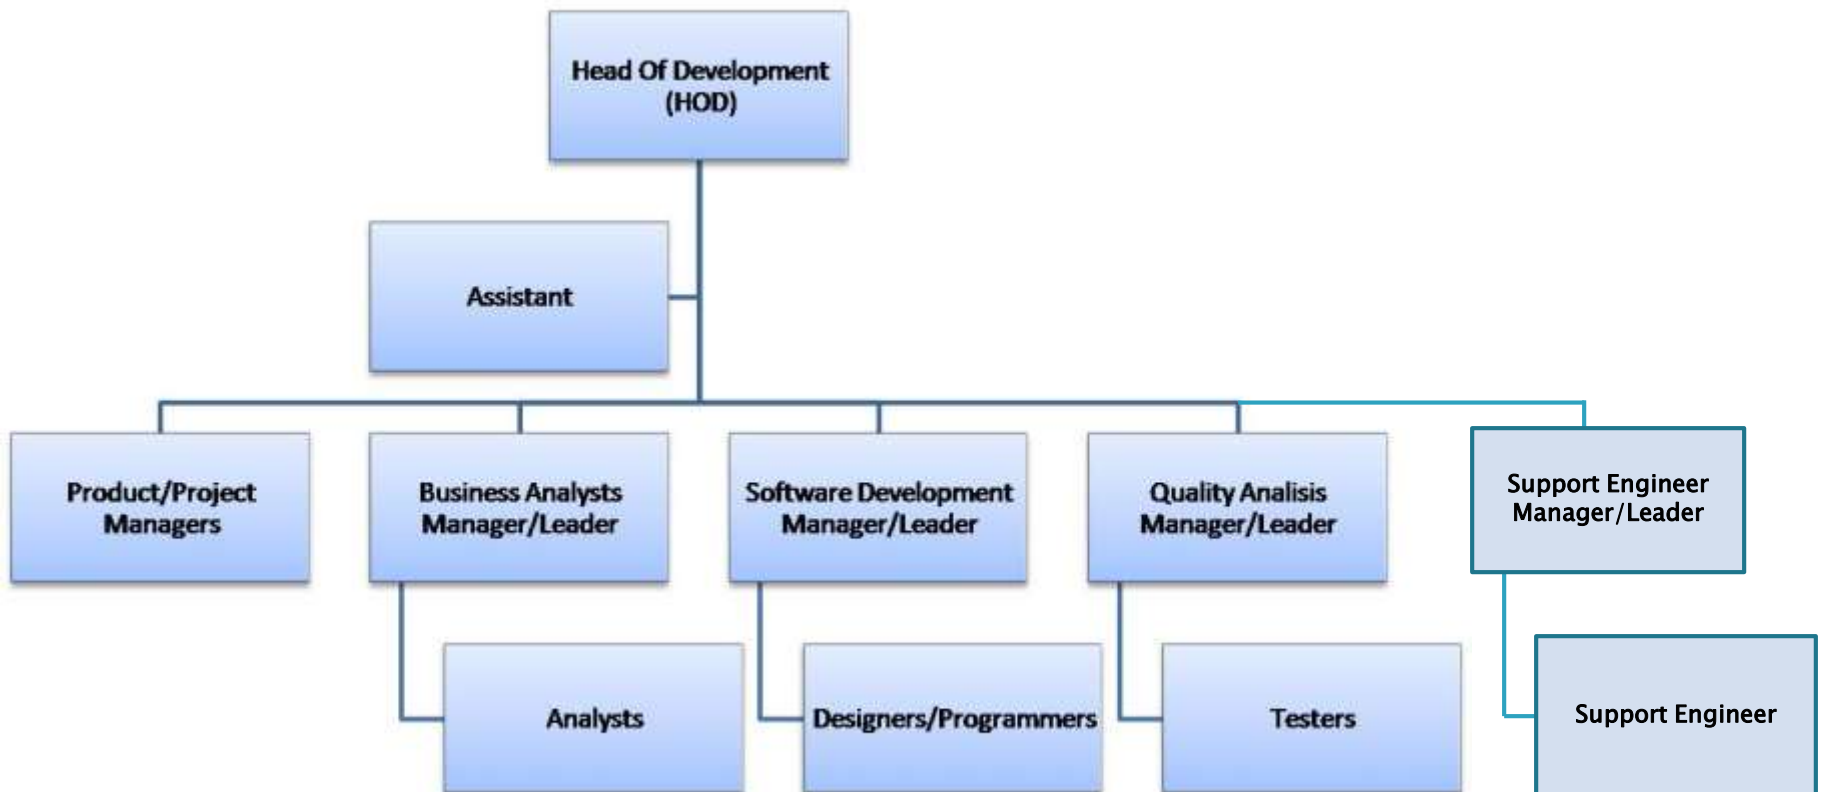 Head Of Development
(HOD)
Assistant
Product/Project
Managers
Business Analysts
Manager/Leader
Software Development
Manager/Leader
Quality Analisis
Manager/Leader
Support Engineer
Manager/Leader
Analysts
Designers/Programmers
Testers
Support Engineer